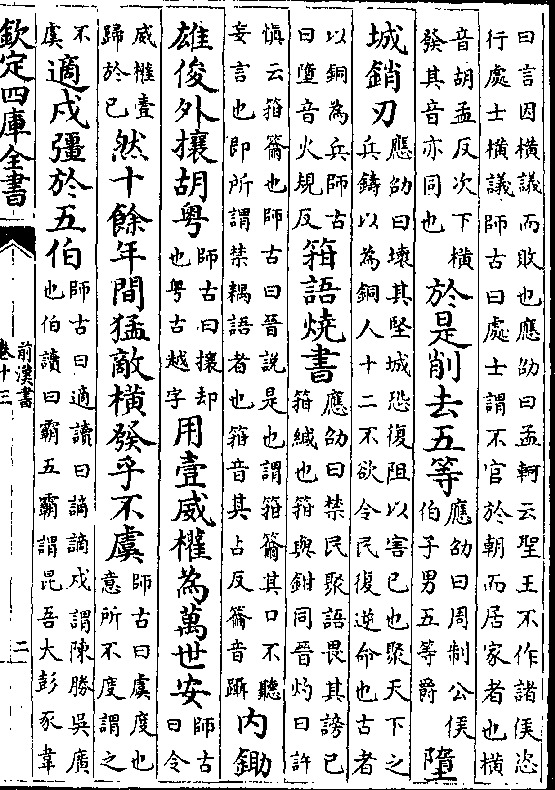 曰言因橫議而敗也應劭曰孟軻云聖王不作諸侯恣
行處士橫議師古曰處士謂不官於朝而居家者也橫
音胡孟反次下橫
發其音亦同也
於是削去五等
應劭曰周制公侯
伯子男五等爵
墮
城銷刃
應劭曰壞其堅城恐復阻以害已也聚天下之
兵鑄以為銅人十二不欲令民復逆命也古者
以銅為兵師古
曰墮音火規反
箝語燒書
應劭曰禁民聚語畏其謗已
箝緘也箝與鉗同晉灼曰許
慎云箝籋也師古曰晉説是也謂箝籋其口不聽
妄言也即所謂禁耦語者也箝音其占反籋音躡
内鋤
雄俊外攘胡粤
師古曰攘却
也粤古越字
用壹威權為萬世安
師古
曰令
威權壹
歸於已
然十餘年間猛敵橫發乎不虞
師古曰虞度也
意所不度謂之
不
虞
適戍彊於五伯
師古曰適讀曰謫謫戍謂陳勝吳廣
也伯讀曰霸五霸謂昆吾大彭豕韋
欽定四庫全書
前漢書
卷十三
二